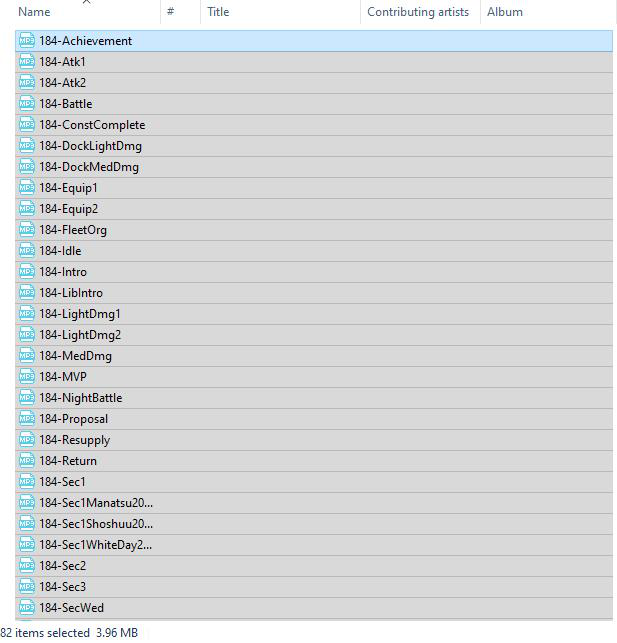 Name # Title Contributing artists Album
184-Achievement
184-Atk1
184-Atk2
184-Battle
184-ConstComplete
184-DockLightDmg
184-DockMedDmg
184-Equip1
184-Equip2
184-FleetOrg
184-Idle
184-Intro
184-LibIntro
184-LightDmg1
184-LightDmg2
184-MedDmg
184-MVP
184-NightBattle
184-Proposal
184-Resupply
184-Return
184-Sec1
184-Sec1Manatsu20...
184-Sec1Shoshuu20...
184-Sec1WhiteDay2...
184-Sec2
184-Sec3
184-SecWed
82 items selected 3.96 MB